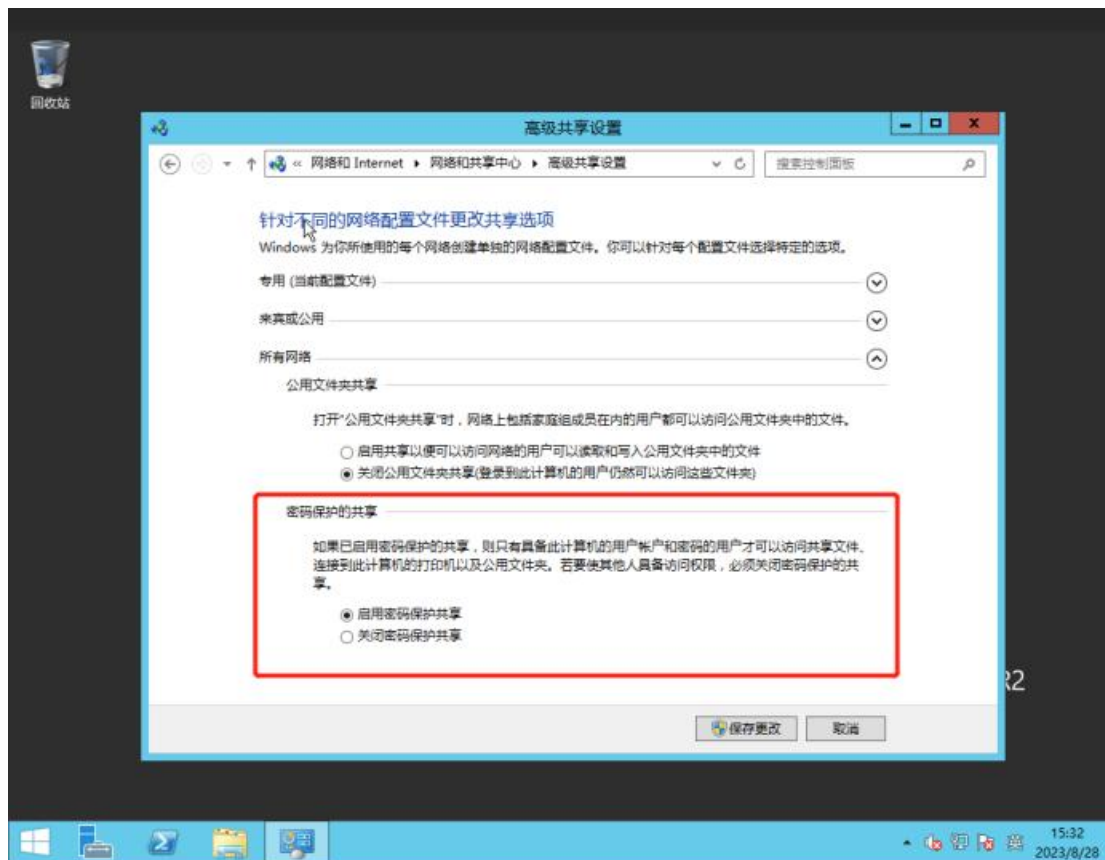 回收站
高级共享设置
« 网络和 Internet 网络和共享中心 高级共享设置
搜索控制面板
针对不同的网络配置文件更改共享选项
Windows 为你所使用的每个网络创建单独的网络配置文件。你可以针对每个配置文件选择特定的选项。
专用 (当前配置文件)
来宾或公用
所有网络
公用文件夹共享
打开"公用文件夹共享"时，网络上包括家庭组成员在内的用户都可以访问公用文件夹中的文件。
启用共享以便可以访问网络的用户可以读取和写入公用文件夹中的文件
关闭公用文件夹共享(登录到此计算机的用户仍然可以访问这些文件夹)
密码保护的共享
如果已启用密码保护的共享，则只有具备此计算机的用户帐户和密码的用户才可以访问共享文件、
连接到此计算机的打印机以及公用文件夹。若要使其他人具备访问权限，必须关闭密码保护的共
享。
启用密码保护共享
关闭密码保护共享
R2
保存更改
取消
英
15:32
2023/8/28